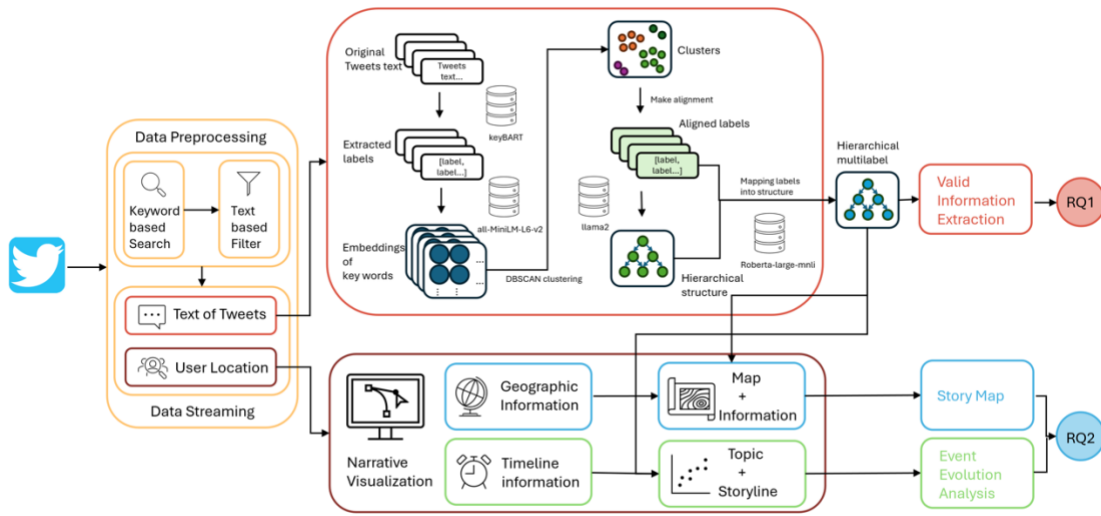 Data Preprocessing
Keyword
based
Search
Text
based
Filter
Text of Tweets
User Location
Data Streaming
Original
Tweets text
Tweets
text...
keyBART
Extracted
labels
[label,
label...]
all-MiniLM-L6-v2
Embeddings
of
key words
...
...
DBSCAN clustering
Clusters
Make alignment
Aligned labels
[label,
label...]
llama2
Hierarchical
structure
Mapping labels
into structure
Roberta-large-mnli
Hierarchical
multilabel
Valid
Information
Extraction
RQ1
Narrative
Visualization
Geographic
Information
Timeline
information
Map
+
Information
Topic
+
Storyline
Story Map
Event
Evolution
Analysis
RQ2